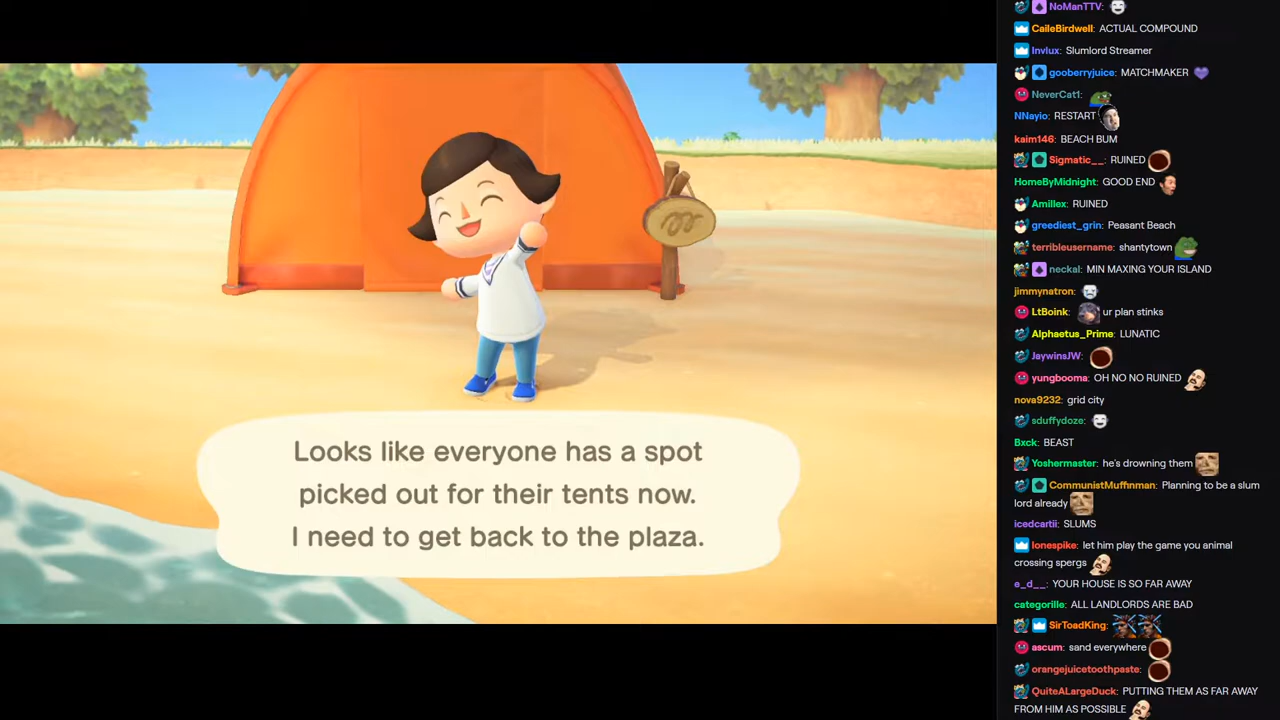 Looks like everyone has a spot
picked out for their tents now.
I need to get back to the plaza.
NoManTTV:
CaileBirdwell: ACTUAL COMPOUND
Invlux: Slumlord Streamer
gooberryjuice: MATCHMAKER
NeverCat1:
NNayio: RESTART
kaim146: BEACH BUM
Sigmatic__: RUINED
HomeByMidnight: GOOD END
Amillex: RUINED
greediest_grin: Peasant Beach
terribleusername: shantytown
neckal: MIN MAXING YOUR ISLAND
jimmynatron:
LtBoink: ur plan stinks
Alphaetus_Prime: LUNATIC
JaywinsJW:
yungbooma: OH NO NO RUINED
nova9232: grid city
sduffydoze:
Bxck: BEAST
Yoshermaster: he's drowning them
CommunistMuffinman: Planning to be a slum
lord already
icedcartii: SLUMS
lonespike: let him play the game you animal
crossing spergs
e_d__: YOUR HOUSE IS SO FAR AWAY
categorille: ALL LANDLORDS ARE BAD
SirToadKing:
ascum: sand everywhere
orangejuicetoothpaste:
QuiteALargeDuck: PUTTING THEM AS FAR AWAY
FROM HIM AS POSSIBLE